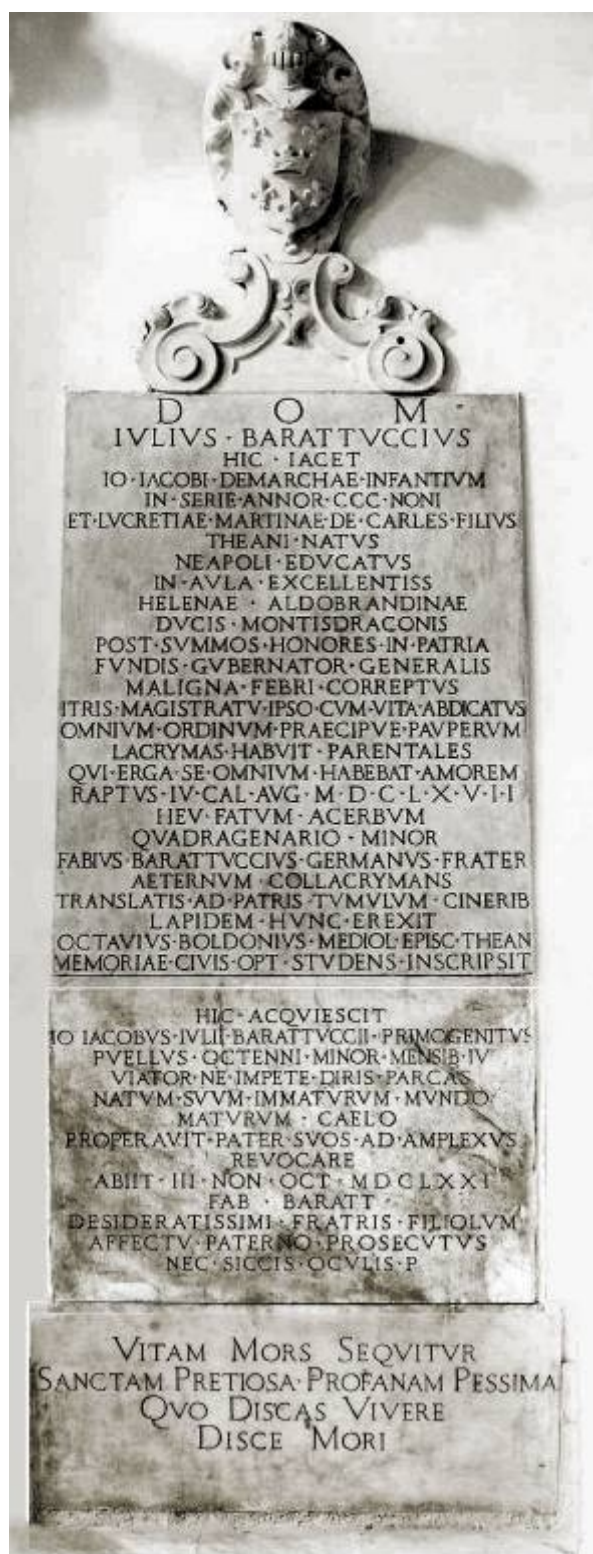 D O M
IVLIVS · BARATTVCCIVS
HIC · IACET
IO · IACOBI · DEMARCHAE · INFANTIVM
IN · SERIE · ANNOR · CCC · NONI
ET · LVCRETIAE · MARTINAE · DE · CARLES · FILIVS
THEANI · NATVS
NEAPOLI · EDVCATVS
IN · AVLA · EXCELLENTISS
HELENAE · ALDOBRANDINAE
DVCIS · MONTISDRACONIS
POST · SVMMOS · HONORES · IN · PATRIA
FVNDIS · GVBERNATOR · GENERALIS
MALIGNA · FEBRI · CORREPTVS
ITRIS · MAGISTRATV · IPSO · CVM · VITA · ABDICATVS
OMNIVM · ORDINVM · PRAECIPVE · PAVPERVM
LACRYMAS · HABVIT · PARENTALES
QVI · ERGA · SE · OMNIVM · HABEBAT · AMOREM
RAPTVS · IV · CAL · AVG · M · D · C · L · X · V · I · I
HEV · FATVM · ACERBVM
QVADRAGENARIO · MINOR
FABIVS · BARATTVCCIVS · GERMANVS · FRATER
AETERNVM · COLLACRYMANS
TRANSLATIS · AD · PATRIS · TVMVLVM · CINERIB
LAPIDEM · HVNC · EREXIT
OCTAVIVS · BOLDONIVS · MEDIOL · EPISC · THEAN
MEMORIAE · CIVIS · OPT · STVDENS · INSCRIPSIT
HIC · ACQVIESCIT
IO IACOBVS · IVLII · BARATTVCCII · PRIMOGENITVS
PVELLVS · OCTENNI · MINOR · MENSIB · IV
VIATOR · NE · IMPETE · DIRIS · PARCAS
NATVM · SVVM · IMMATVRVM · MVNDO
MATVRVM · CAELO
PROPERAVIT · PATER · SVOS · AD · AMPLEXVS
REVOCARE
ABIIT · III · NON · OCT · MDCLXXI
FAB · BARATT ·
DESIDERATISSIMI · FRATRIS · FILIOLVM
AFFECTV · PATERNO · PROSECVTVS
NEC · SICCIS · OCVLIS · P
VITAM MORS SEQVITVR
SANCTAM PRETIOSA · PROFANAM PESSIMA
QVO DISCAS VIVERE
DISCE MORI